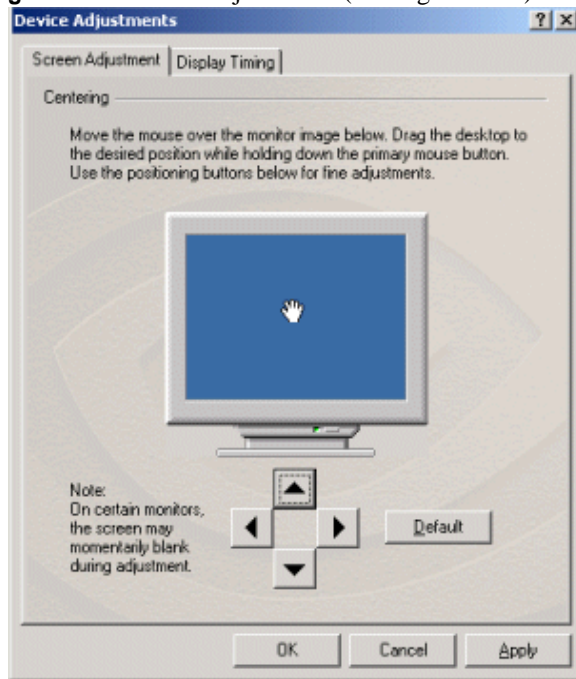 Device Adjustments
Screen Adjustment
Display Timing
Centering
Move the mouse over the monitor image below. Drag the desktop to
the desired position while holding down the primary mouse button.
Use the positioning buttons below for fine adjustments.
Note:
On certain monitors,
the screen may
momentarily blank
during adjustment.
Default
OK
Cancel
Apply